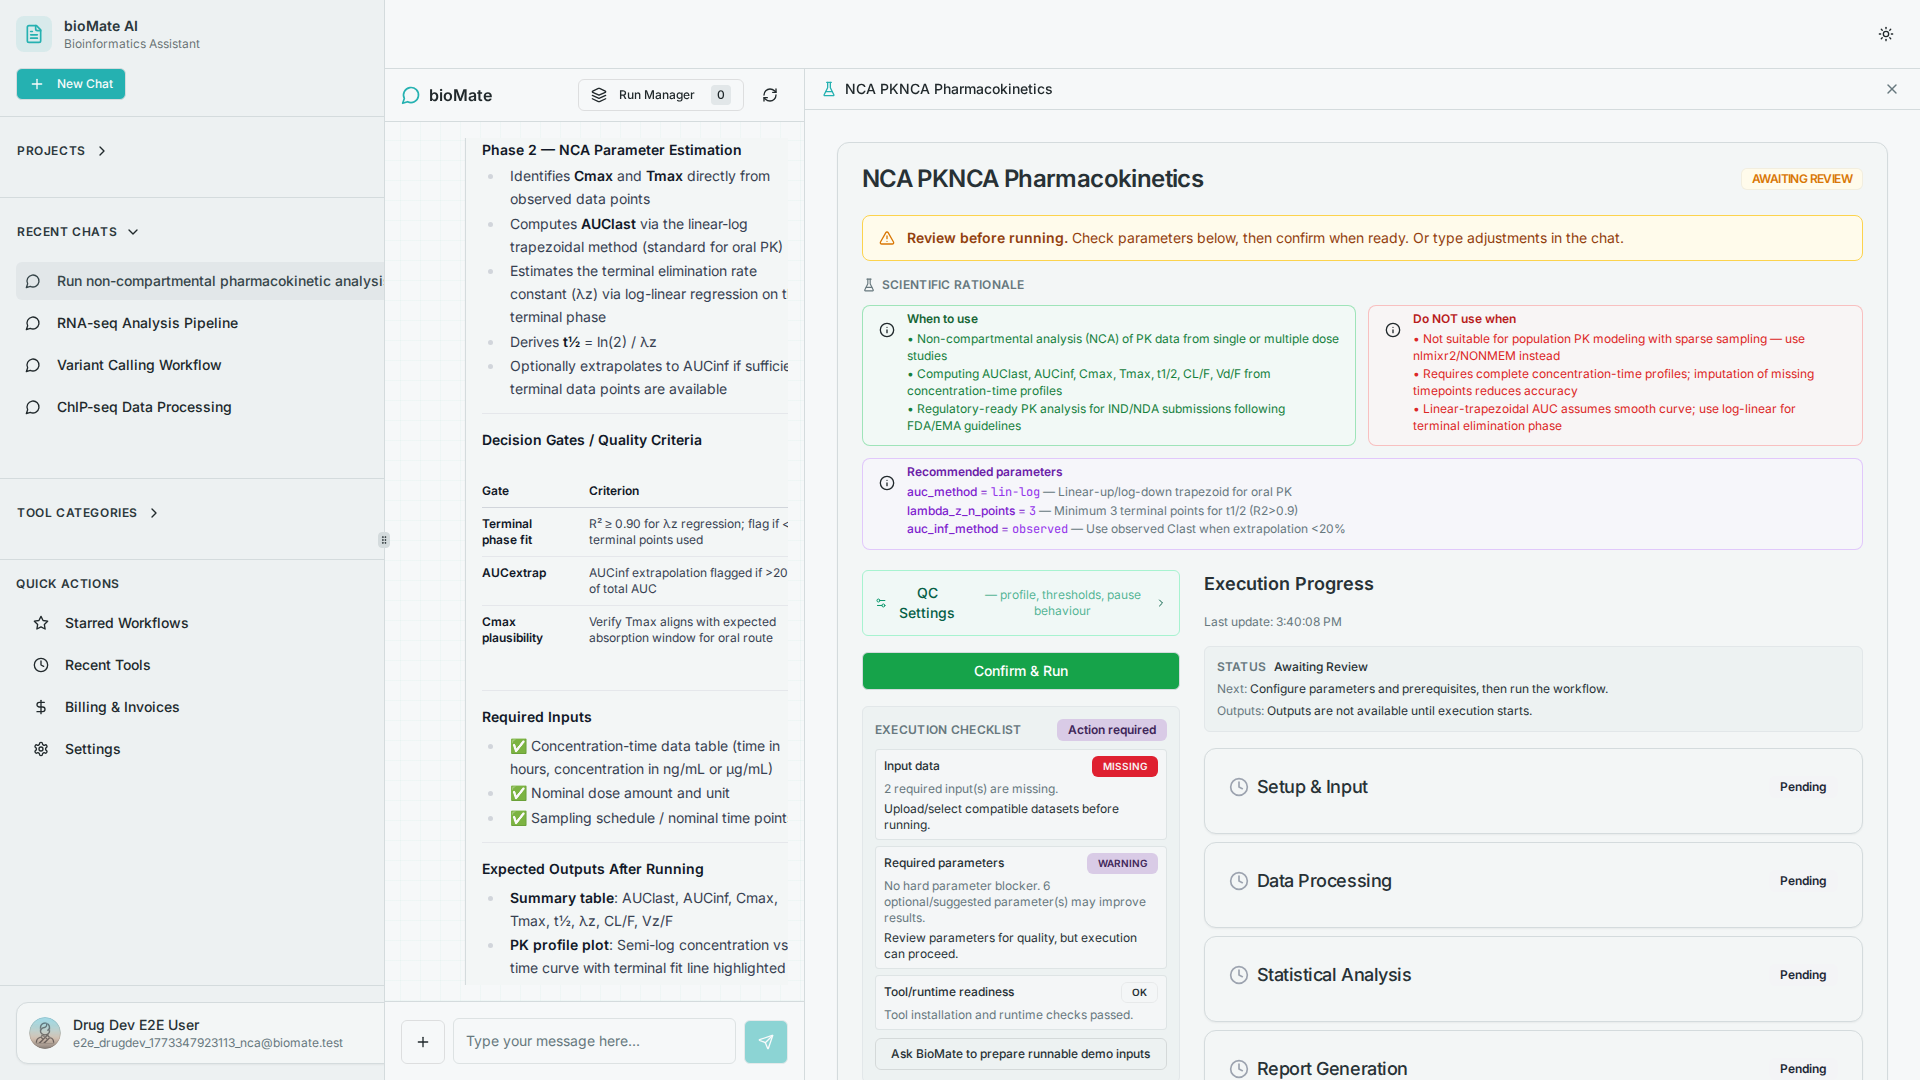 bioMate AI
Bioinformatics Assistant
New Chat
PROJECTS
RECENT CHATS
Run non-compartmental pharmacokinetic analysi
RNA-seq Analysis Pipeline
Variant Calling Workflow
ChIP-seq Data Processing
TOOL CATEGORIES
QUICK ACTIONS
Starred Workflows
Recent Tools
Billing & Invoices
Settings
Drug Dev E2E User
e2e_drugdev_1773347923113_nca@biomate.test
bioMate
Run Manager 0
Phase 2 — NCA Parameter Estimation
Identifies Cmax and Tmax directly from
observed data points
Computes AUClast via the linear-log
trapezoidal method (standard for oral PK)
Estimates the terminal elimination rate
constant (λz) via log-linear regression on t
terminal phase
Derives t½ = ln(2) / λz
Optionally extrapolates to AUCinf if sufficie
terminal data points are available
Decision Gates / Quality Criteria
Gate Criterion
Terminal phase fit R² ≥ 0.90 for λz regression; flag if <
terminal points used
AUCextrap AUCinf extrapolation flagged if >20
of total AUC
Cmax plausibility Verify Tmax aligns with expected
absorption window for oral route
Required Inputs
✅ Concentration-time data table (time in
hours, concentration in ng/mL or µg/mL)
✅ Nominal dose amount and unit
✅ Sampling schedule / nominal time point
Expected Outputs After Running
Summary table: AUClast, AUCinf, Cmax,
Tmax, t½, λz, CL/F, Vz/F
PK profile plot: Semi-log concentration vs
time curve with terminal fit line highlighted
Type your message here...
NCA PKNCA Pharmacokinetics
NCA PKNCA Pharmacokinetics
AWAITING REVIEW
Review before running. Check parameters below, then confirm when ready. Or type adjustments in the chat.
SCIENTIFIC RATIONALE
When to use
• Non-compartmental analysis (NCA) of PK data from single or multiple dose
studies
• Computing AUClast, AUCinf, Cmax, Tmax, t1/2, CL/F, Vd/F from
concentration-time profiles
• Regulatory-ready PK analysis for IND/NDA submissions following
FDA/EMA guidelines
Do NOT use when
• Not suitable for population PK modeling with sparse sampling — use
nlmixr2/NONMEM instead
• Requires complete concentration-time profiles; imputation of missing
timepoints reduces accuracy
• Linear-trapezoidal AUC assumes smooth curve; use log-linear for
terminal elimination phase
Recommended parameters
auc_method = lin-log — Linear-up/log-down trapezoid for oral PK
lambda_z_n_points = 3 — Minimum 3 terminal points for t1/2 (R2>0.9)
auc_inf_method = observed — Use observed Clast when extrapolation <20%
QC
Settings
— profile, thresholds, pause
behaviour
Confirm & Run
EXECUTION CHECKLIST Action required
Input data MISSING
2 required input(s) are missing.
Upload/select compatible datasets before
running.
Required parameters WARNING
No hard parameter blocker. 6
optional/suggested parameter(s) may improve
results.
Review parameters for quality, but execution
can proceed.
Tool/runtime readiness OK
Tool installation and runtime checks passed.
Ask BioMate to prepare runnable demo inputs
Execution Progress
Last update: 3:40:08 PM
STATUS Awaiting Review
Next: Configure parameters and prerequisites, then run the workflow.
Outputs: Outputs are not available until execution starts.
Setup & Input Pending
Data Processing Pending
Statistical Analysis Pending
Report Generation Pending